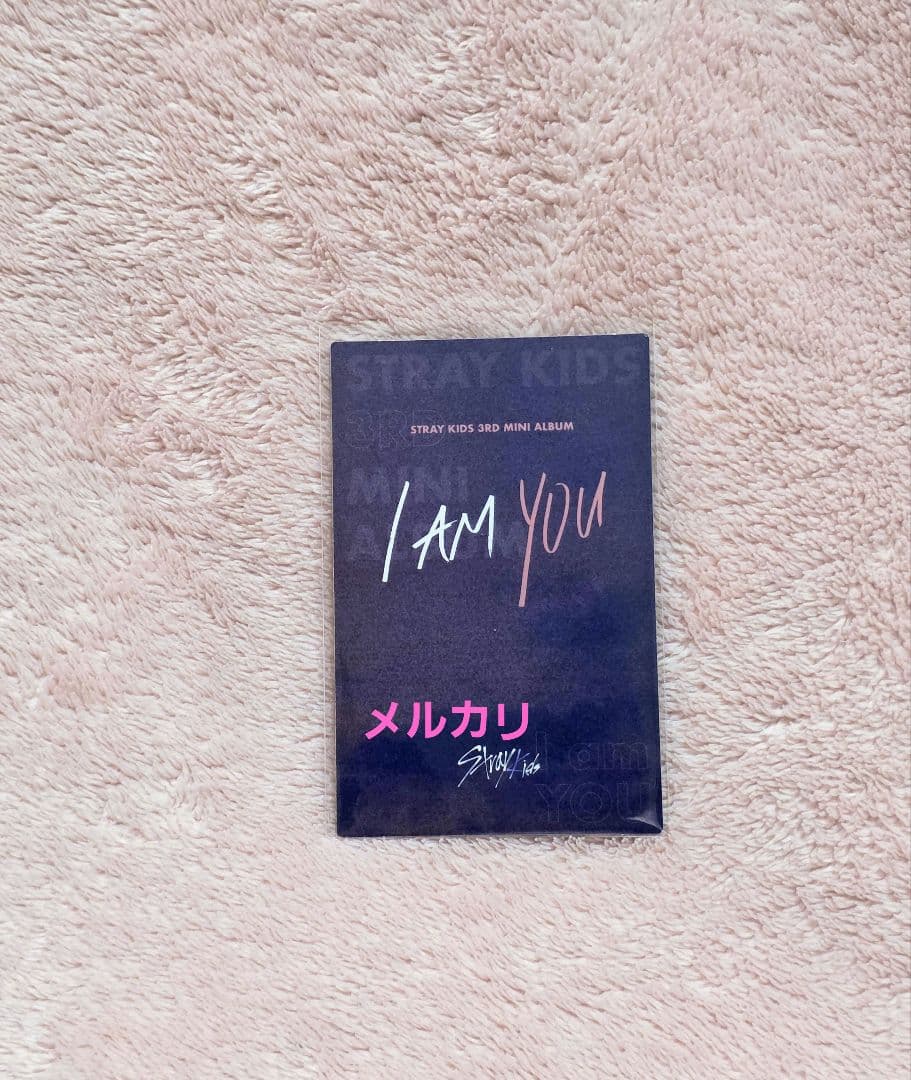 STRAY KIDS
3RD
STRAY KIDS 3RD MINI ALBUM
MINI
I AM YOU
ALBUM
メルカリ
Stray Kids
I am
YOU